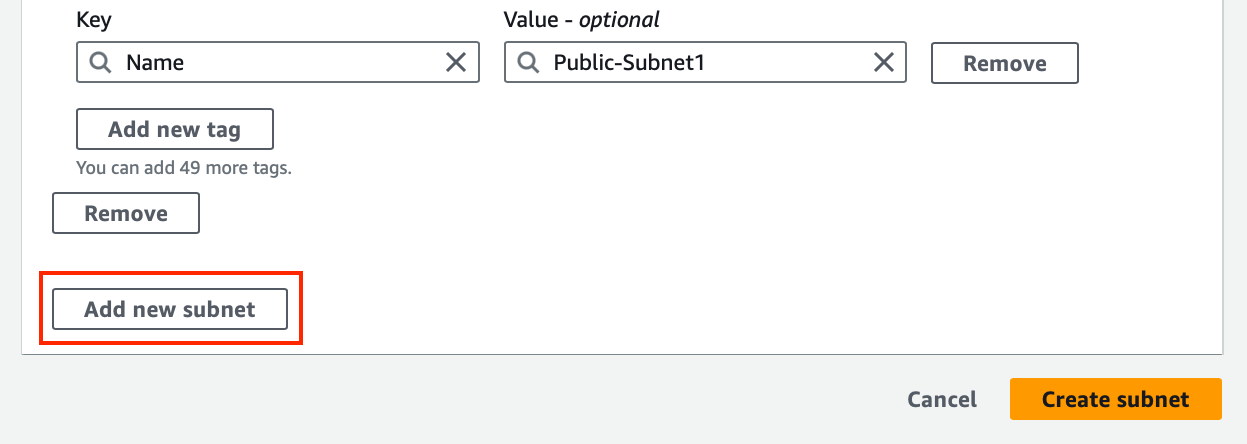 Key Value - optional
Name Public-Subnet1 Remove
Add new tag
You can add 49 more tags.
Remove
Add new subnet
Cancel Create subnet